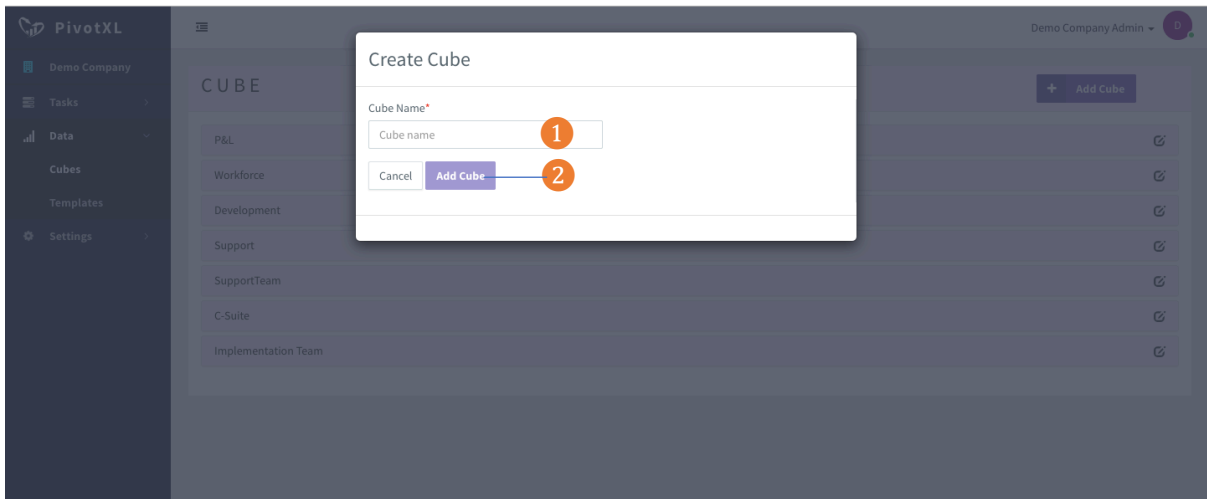 PivotXL
Demo Company Admin
D
Demo Company
Tasks
Data
Cubes
Templates
Settings
CUBE
+ Add Cube
P&L
Workforce
Development
Support
SupportTeam
C-Suite
Implementation Team
Create Cube
Cube Name*
Cube name
1
Cancel
Add Cube
2